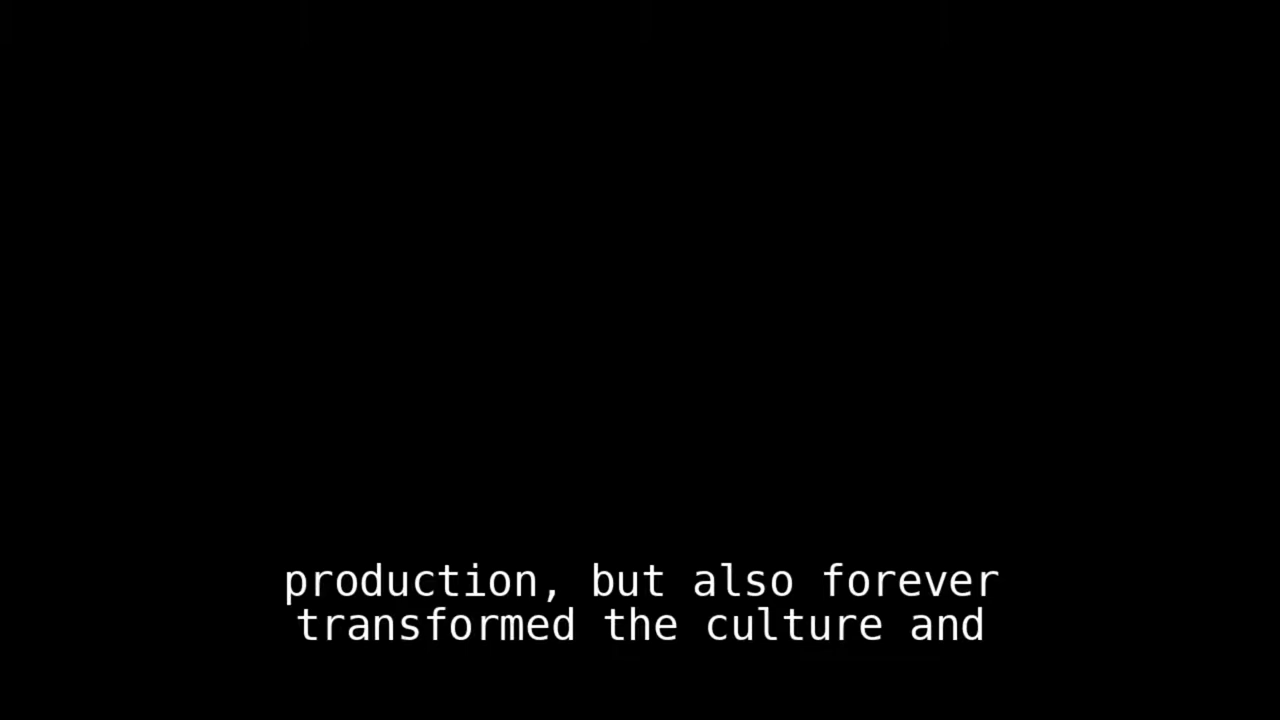 production, but also forever
transformed the culture and